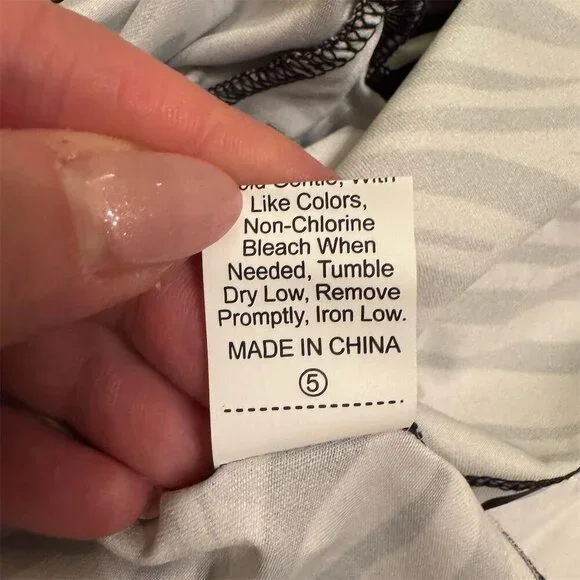 Like Colors,
Non-Chlorine
Bleach When
Needed, Tumble
Dry Low, Remove
Promptly, Iron Low.
MADE IN CHINA
⑤